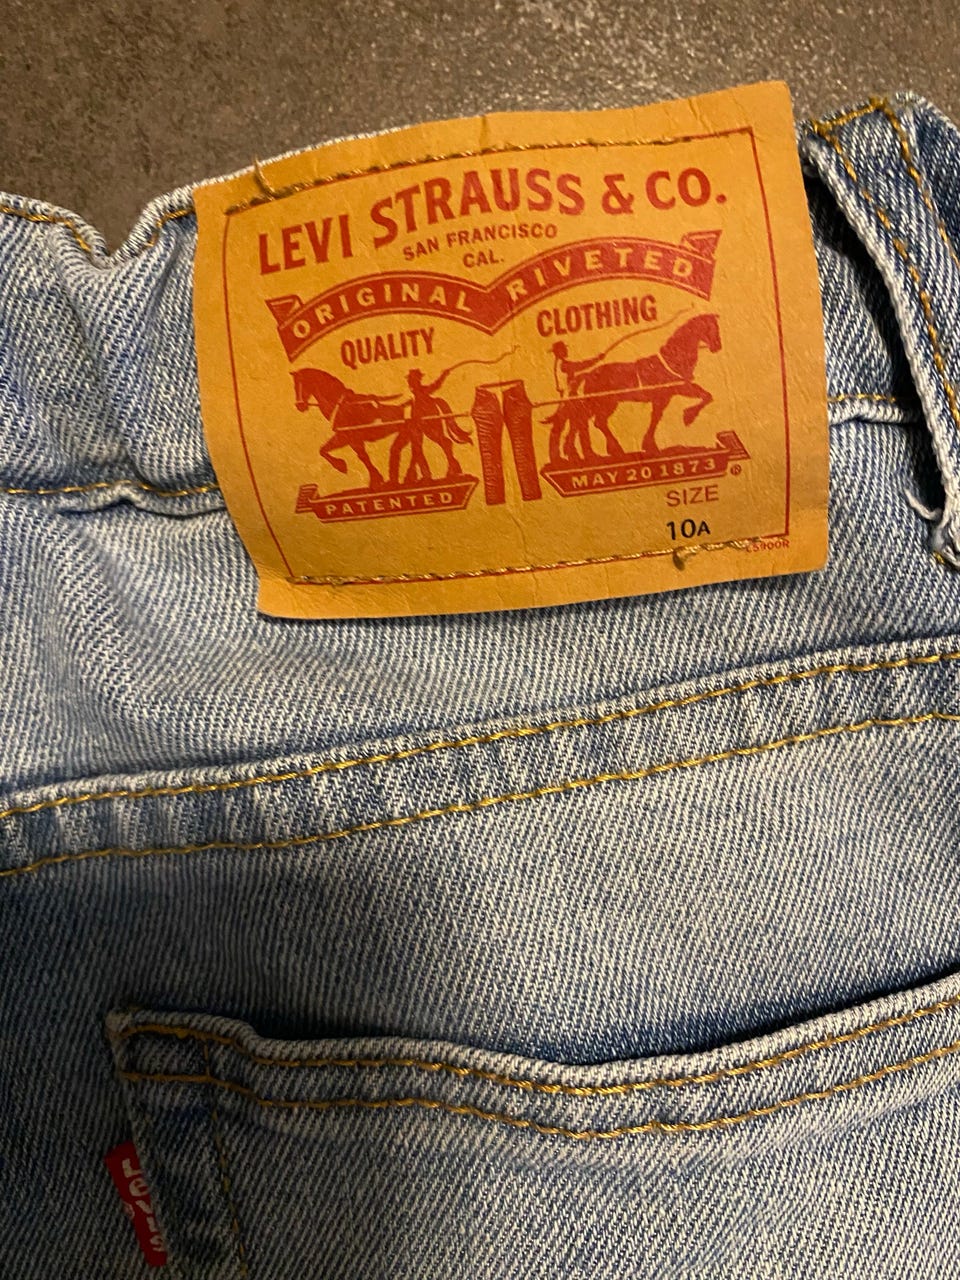 LEVI STRAUSS & CO.
SAN FRANCISCO
CAL.
ORIGINAL RIVETED
QUALITY CLOTHING
PATENTED MAY 20 1873 ®
SIZE
10A
LEVI'S